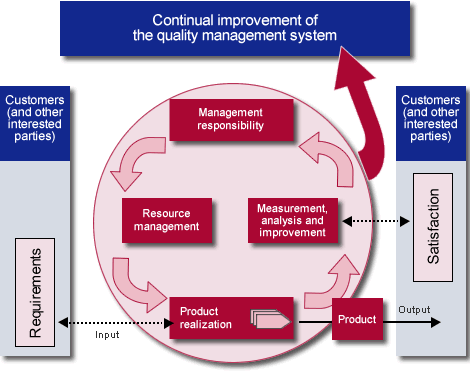 Continual improvement of
the quality management system
Customers
(and other
interested
parties)
Customers
(and other
interested
parties)
Management
responsibility
Resource
management
Measurement,
analysis and
improvement
Satisfaction
Requirements
Product
realization
Product
Input
Output